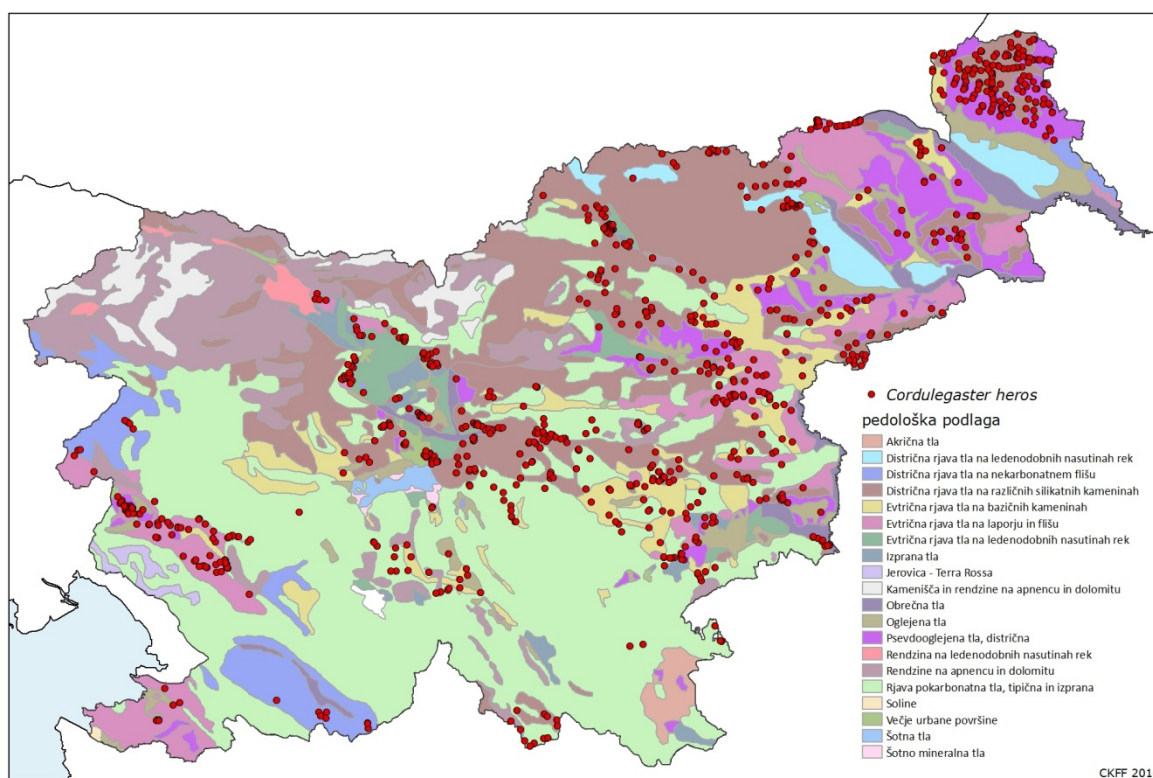 Cordulegaster heros
pedološka podlaga
Akrična tla
Distrična rjava tla na ledenodobnih nasutinah rek
Distrična rjava tla na nekarbonatnem flišu
Distrična rjava tla na različnih silikatnih kameninah
Evtrična rjava tla na bazičnih kameninah
Evtrična rjava tla na laporju in flišu
Evtrična rjava tla na ledenodobnih nasutinah rek
Izprana tla
Jerovica - Terra Rossa
Kamenišča in rendzine na apnencu in dolomitu
Obrečna tla
Oglejena tla
Psevdooglejena tla, distrična
Rendzina na ledenodobnih nasutinah rek
Rendzine na apnencu in dolomitu
Rjava pokarbonatna tla, tipična in izprana
Soline
Večje urbane površine
Šotna tla
Šotno mineralna tla
CKFF 201